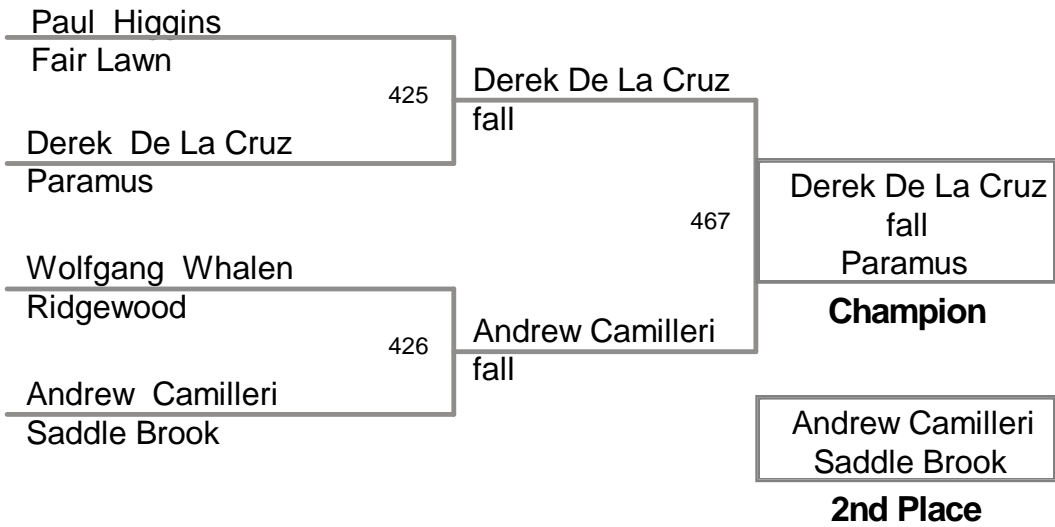 Paul Higgins
Fair Lawn
425
Derek De La Cruz
fall
Derek De La Cruz
Paramus
Derek De La Cruz
fall
Paramus
467
Champion
Wolfgang Whalen
Ridgewood
426
Andrew Camilleri
fall
Andrew Camilleri
Saddle Brook
Andrew Camilleri
Saddle Brook
2nd Place